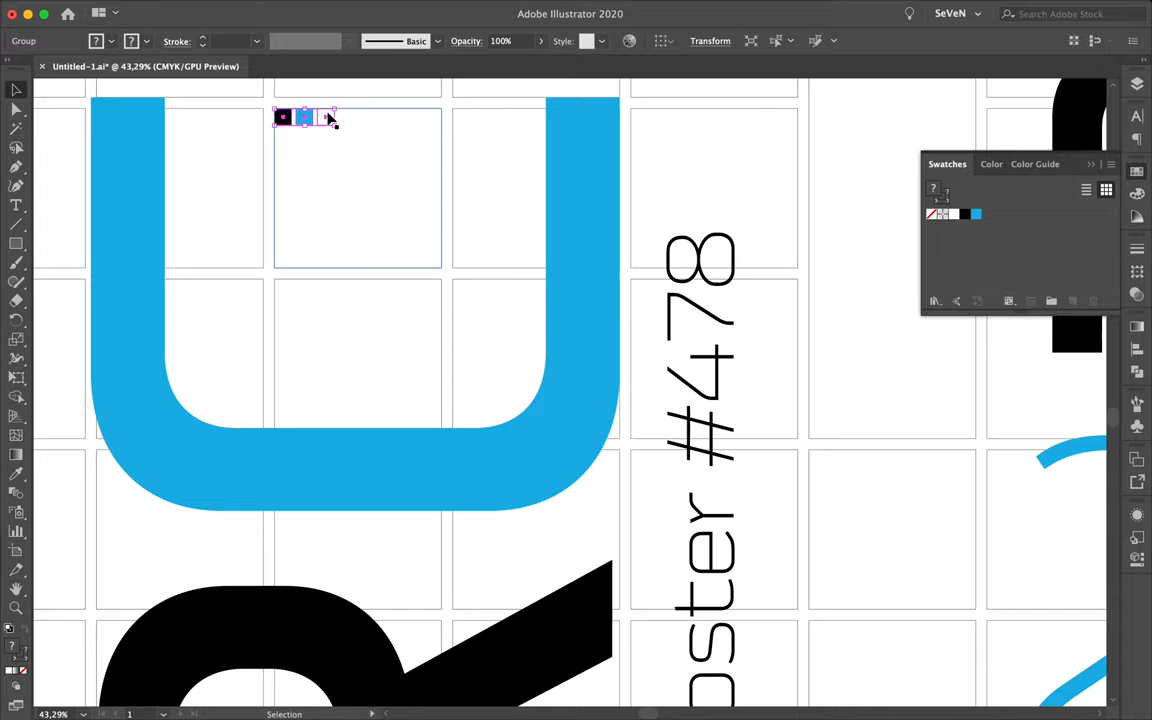 Adobe Illustrator 2020
SeVeN
Search Adobe Stock
Group
?
?
Stroke:
Basic
Opacity:
100%
Style:
Transform
× Untitled-1.ai* @ 43,29% (CMYK/GPU Preview)
Swatches
Color
Color Guide
?
Poster #478
?
43,29%
1
Selection